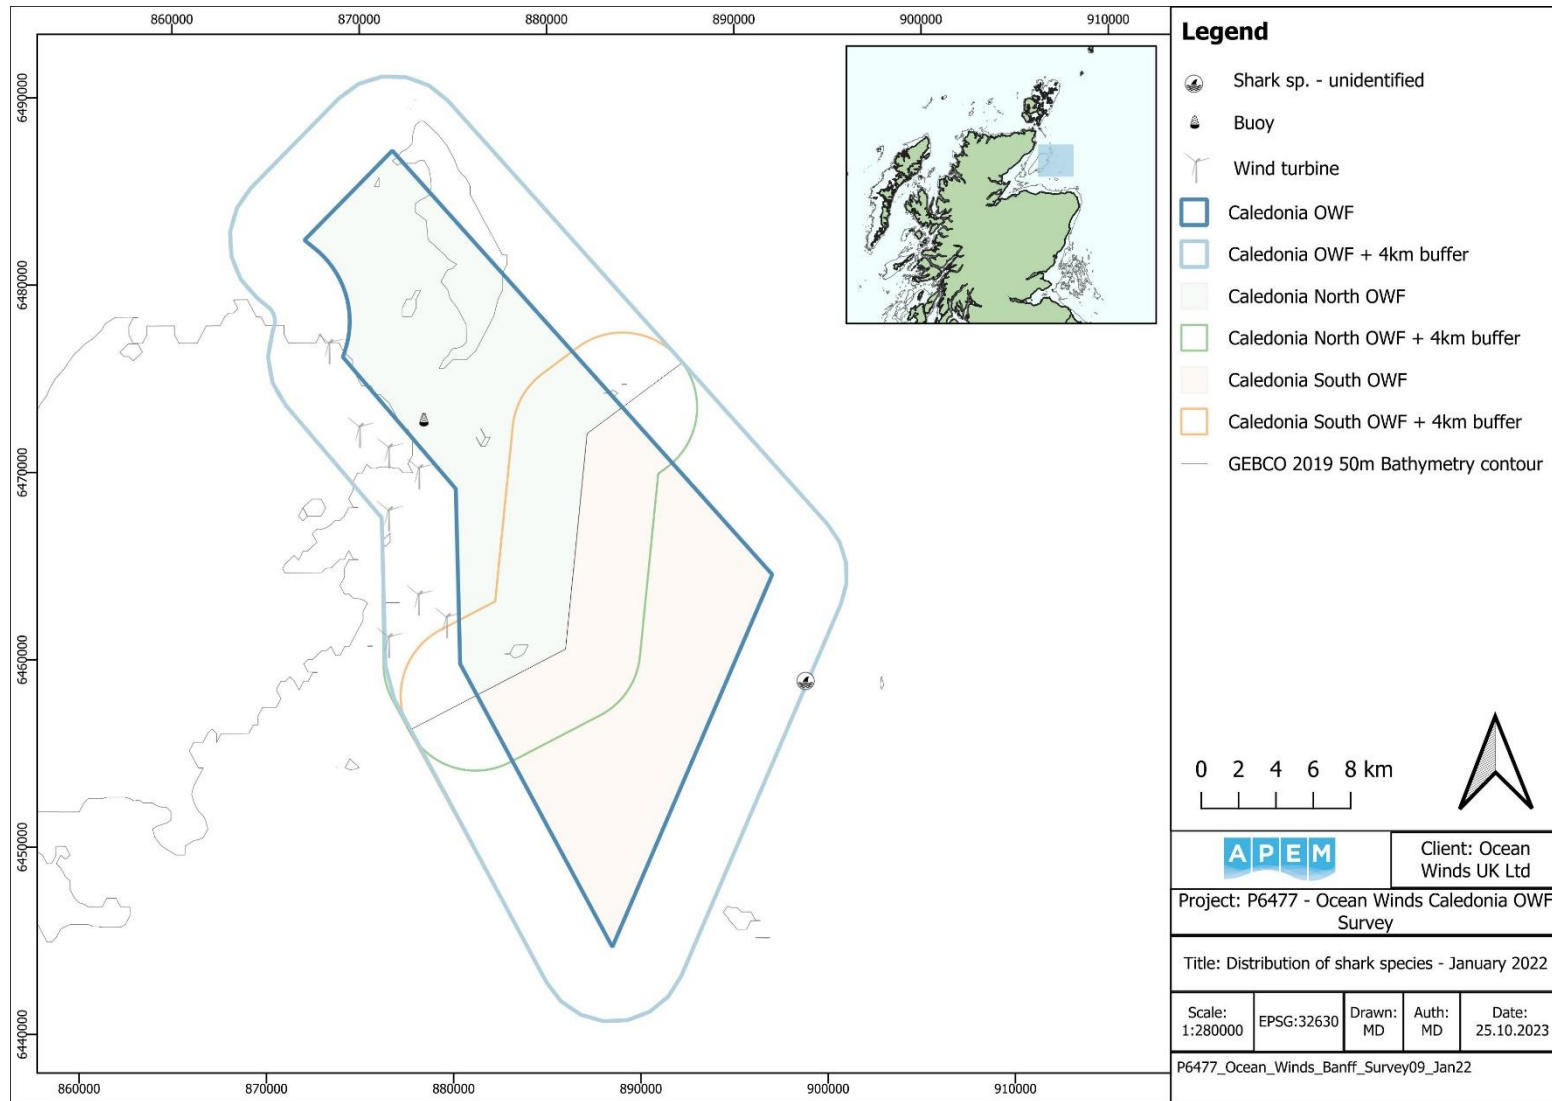 860000 870000 880000 890000 900000 910000
6490000
6480000
6470000
6460000
6450000
6440000
860000 870000 880000 890000 900000 910000
Legend
Shark sp. - unidentified
Buoy
Wind turbine
Caledonia OWF
Caledonia OWF + 4km buffer
Caledonia North OWF
Caledonia North OWF + 4km buffer
Caledonia South OWF
Caledonia South OWF + 4km buffer
GEBCO 2019 50m Bathymetry contour
0 2 4 6 8 km
APEM
Client: Ocean
Winds UK Ltd
Project: P6477 - Ocean Winds Caledonia OWF
Survey
Title: Distribution of shark species - January 2022
Scale:
1:280000
EPSG:32630
Drawn:
MD
Auth:
MD
Date:
25.10.2023
P6477_Ocean_Winds_Banff_Survey09_Jan22